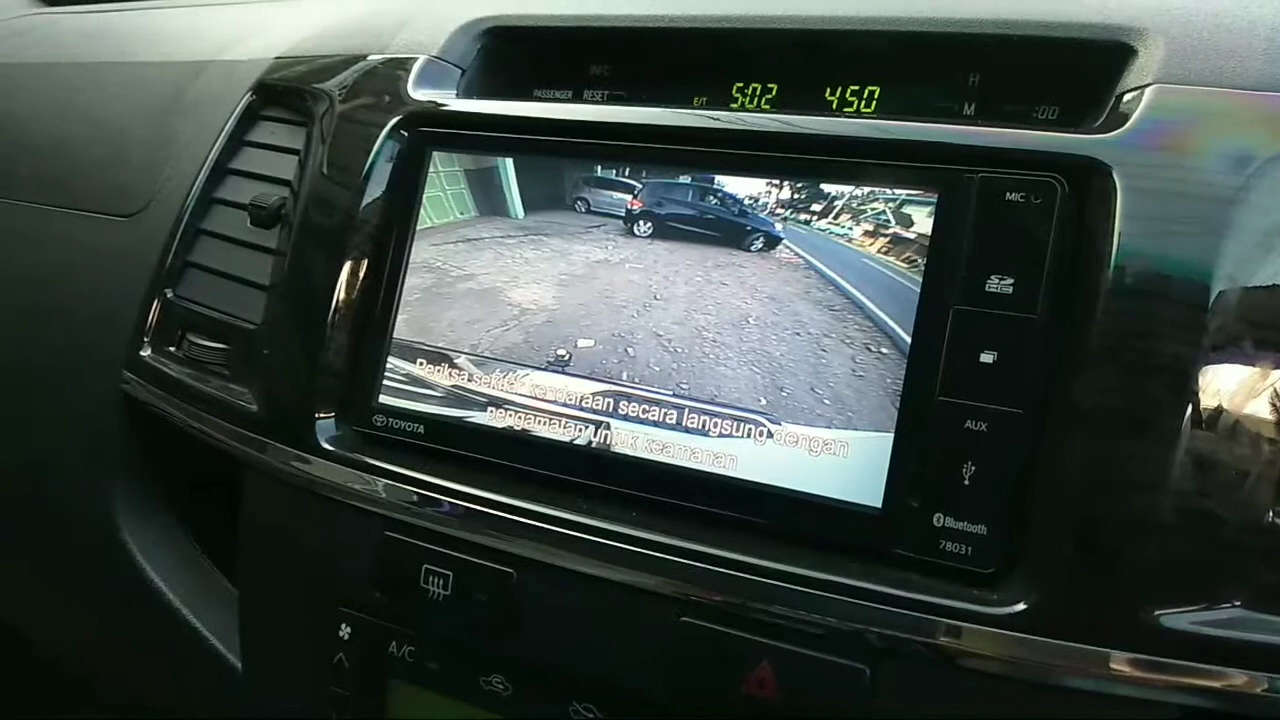 INFO
PASSENGER RESET
E/T 5:02 450
H
M :00
MIC
SD
HC
Periksa sekitar kendaraan secara langsung dengan
pengamatan untuk keamanan
TOYOTA
AUX
Bluetooth
78031
A/C